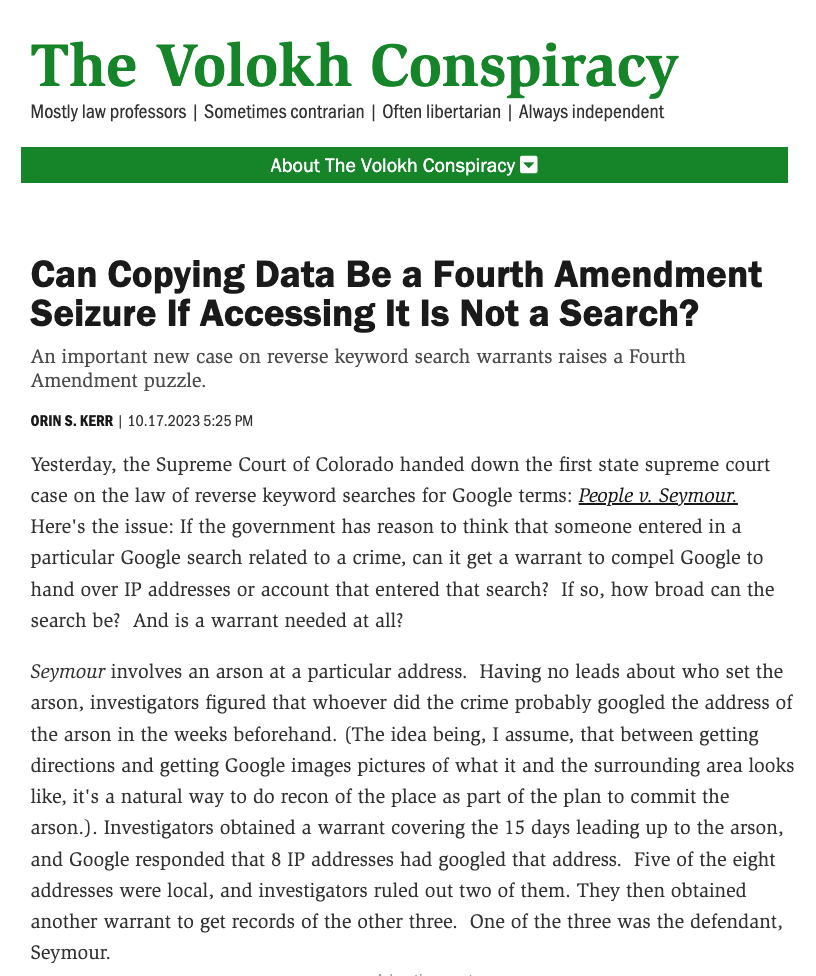 The Volokh Conspiracy
Mostly law professors | Sometimes contrarian | Often libertarian | Always independent
About The Volokh Conspiracy
Can Copying Data Be a Fourth Amendment
Seizure If Accessing It Is Not a Search?
An important new case on reverse keyword search warrants raises a Fourth
Amendment puzzle.
ORIN S. KERR | 10.17.2023 5:25 PM
Yesterday, the Supreme Court of Colorado handed down the first state supreme court
case on the law of reverse keyword searches for Google terms: People v. Seymour.
Here's the issue: If the government has reason to think that someone entered in a
particular Google search related to a crime, can it get a warrant to compel Google to
hand over IP addresses or account that entered that search?  If so, how broad can the
search be?  And is a warrant needed at all?
Seymour involves an arson at a particular address.  Having no leads about who set the
arson, investigators figured that whoever did the crime probably googled the address of
the arson in the weeks beforehand. (The idea being, I assume, that between getting
directions and getting Google images pictures of what it and the surrounding area looks
like, it's a natural way to do recon of the place as part of the plan to commit the
arson.). Investigators obtained a warrant covering the 15 days leading up to the arson,
and Google responded that 8 IP addresses had googled that address.  Five of the eight
addresses were local, and investigators ruled out two of them. They then obtained
another warrant to get records of the other three.  One of the three was the defendant,
Seymour.